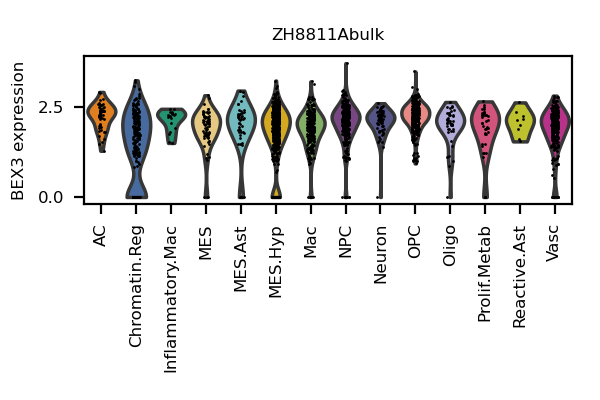 ZH8811Abulk
BEX3 expression
2.5
0.0
AC
Chromatin.Reg
Inflammatory.Mac
MES
MES.Ast
MES.Hyp
Mac
NPC
Neuron
OPC
Oligo
Prolif.Metab
Reactive.Ast
Vasc